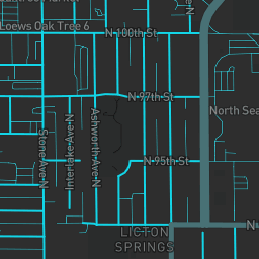 Loews Oak Tree 6
N 100th St
N 97th St
North Sea
Stone Ave N
Interlake Ave N
Ashworth Ave N
N 95th St
LICTON
SPRINGS
N